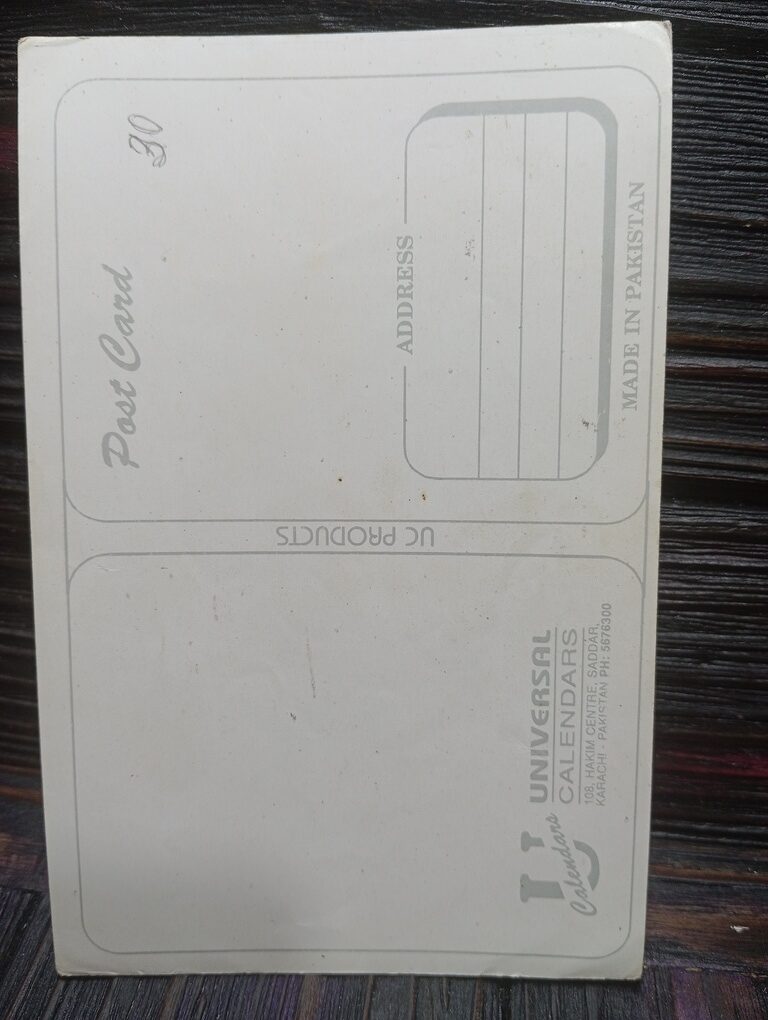 30
Post Card
ADDRESS
MADE IN PAKISTAN
UC PRODUCTS
UNIVERSAL
CALENDARS
108, HAKIM CENTRE, SADDAR,
KARACHI - PAKISTAN PH: 5676300
U
Calendars